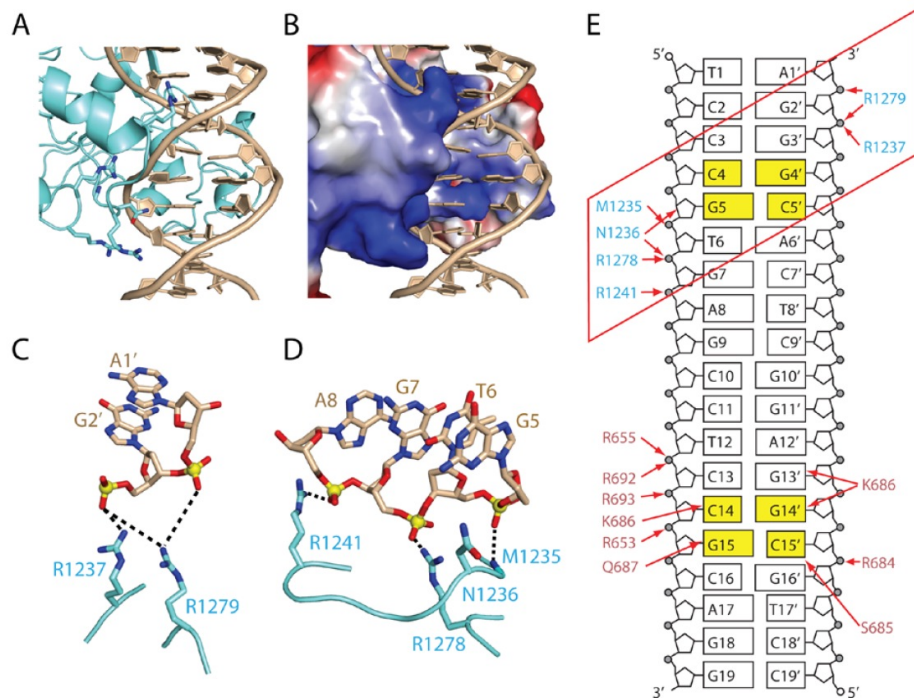 A
B
C
A1′
G2′
R1237
R1279
D
A8
G7
T6
G5
R1241
M1235
N1236
R1278
E
5′
3′
T1 A1′
C2 G2′
C3 G3′
C4 G4′
G5 C5′
T6 A6′
G7 C7′
A8 T8′
G9 C9′
C10 G10′
C11 G11′
T12 A12′
C13 G13′
C14 G14′
G15 C15′
C16 G16′
A17 T17′
G18 C18′
G19 C19′
3′
5′
R1279
R1237
M1235
N1236
R1278
R1241
R655
R692
R693
K686
R653
Q687
K686
R684
S685